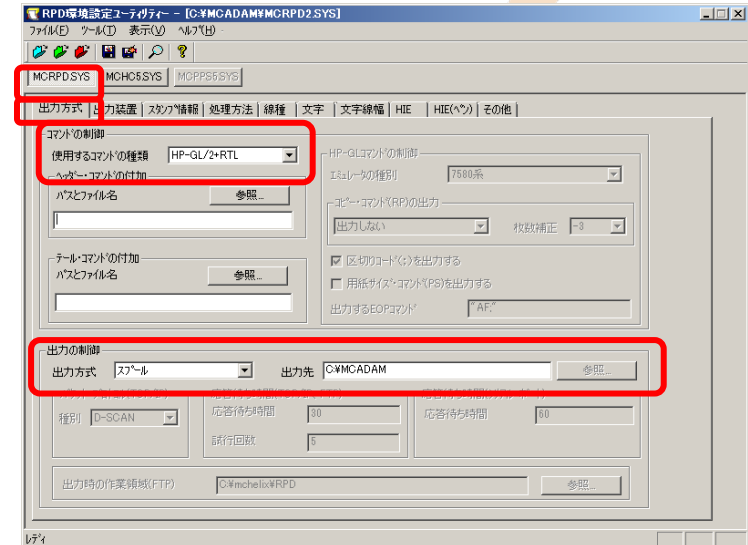 RPD環境設定ユーティリティー - [C:¥MCADAM¥MCRPD2.SYS]
ファイル(F) ツール(T) 表示(V) ヘルプ(H)
MCRPD.SYS MCHC5.SYS MCPPS5.SYS
出力方式 出力装置 スタンプ情報 処理方法 線種 文字 文字線幅 HIE HIE(ペン) その他
コマンドの制御
使用するコマンドの種類 HP-GL/2+RTL
ヘッダー・コマンドの付加
パスとファイル名 参照...
テール・コマンドの付加
パスとファイル名 参照...
HP-GLコマンドの制御
エミュレータの種別 7580系
コピー・コマンド(RP)の出力
出力しない 枚数補正 -3
区切りコード(;)を出力する
用紙サイズ・コマンド(PS)を出力する
出力するEOPコマンド "AF;"
出力の制御
出力方式 スプール 出力先 C:¥MCADAM 参照...
種別 D-SCAN
応答待ち時間 30
試行回数 5
応答待ち時間 60
出力時の作業領域(FTP) C:¥mchelix¥RPD 参照...
レディ